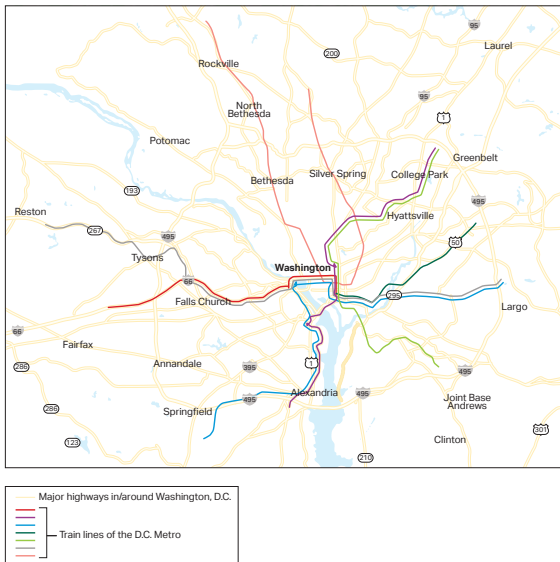 95
Laurel
200
Rockville
95
North
Bethesda
1
Potomac
Silver Spring
Greenbelt
Bethesda
College Park
193
495
Reston
Hyattsville
267
495
50
Tysons
Washington
66
295
Falls Church
Largo
66
Fairfax
286
Annandale
1
395
495
Alexandria
495
495
Joint Base
Andrews
286
Springfield
123
Clinton
301
210
Major highways in/around Washington, D.C.
Train lines of the D.C. Metro